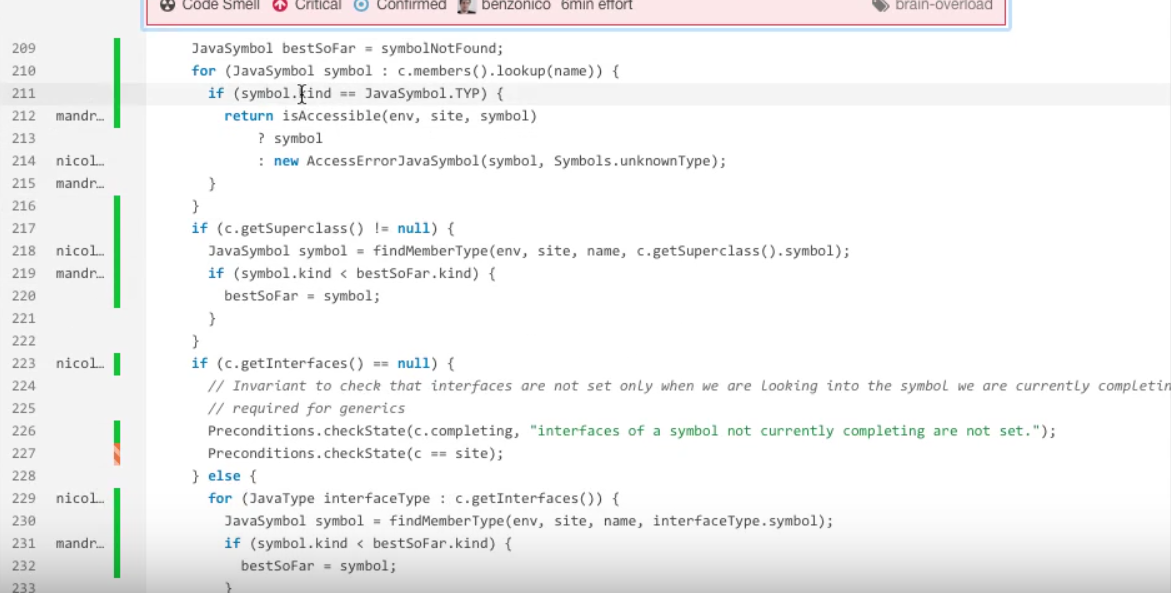 Code Smell Critical Confirmed benzonico 6min effort brain-overload
209 JavaSymbol bestSoFar = symbolNotFound;
210 for (JavaSymbol symbol : c.members().lookup(name)) {
211 if (symbol.kind == JavaSymbol.TYP) {
212 mandr… return isAccessible(env, site, symbol)
213 ? symbol
214 nicol… : new AccessErrorJavaSymbol(symbol, Symbols.unknownType);
215 mandr… }
216 }
217 if (c.getSuperclass() != null) {
218 nicol… JavaSymbol symbol = findMemberType(env, site, name, c.getSuperclass().symbol);
219 mandr… if (symbol.kind < bestSoFar.kind) {
220 bestSoFar = symbol;
221 }
222 }
223 nicol… if (c.getInterfaces() == null) {
224 // Invariant to check that interfaces are not set only when we are looking into the symbol we are currently completin
225 // required for generics
226 Preconditions.checkState(c.completing, "interfaces of a symbol not currently completing are not set.");
227 Preconditions.checkState(c == site);
228 } else {
229 nicol… for (JavaType interfaceType : c.getInterfaces()) {
230 JavaSymbol symbol = findMemberType(env, site, name, interfaceType.symbol);
231 mandr… if (symbol.kind < bestSoFar.kind) {
232 bestSoFar = symbol;
233 }